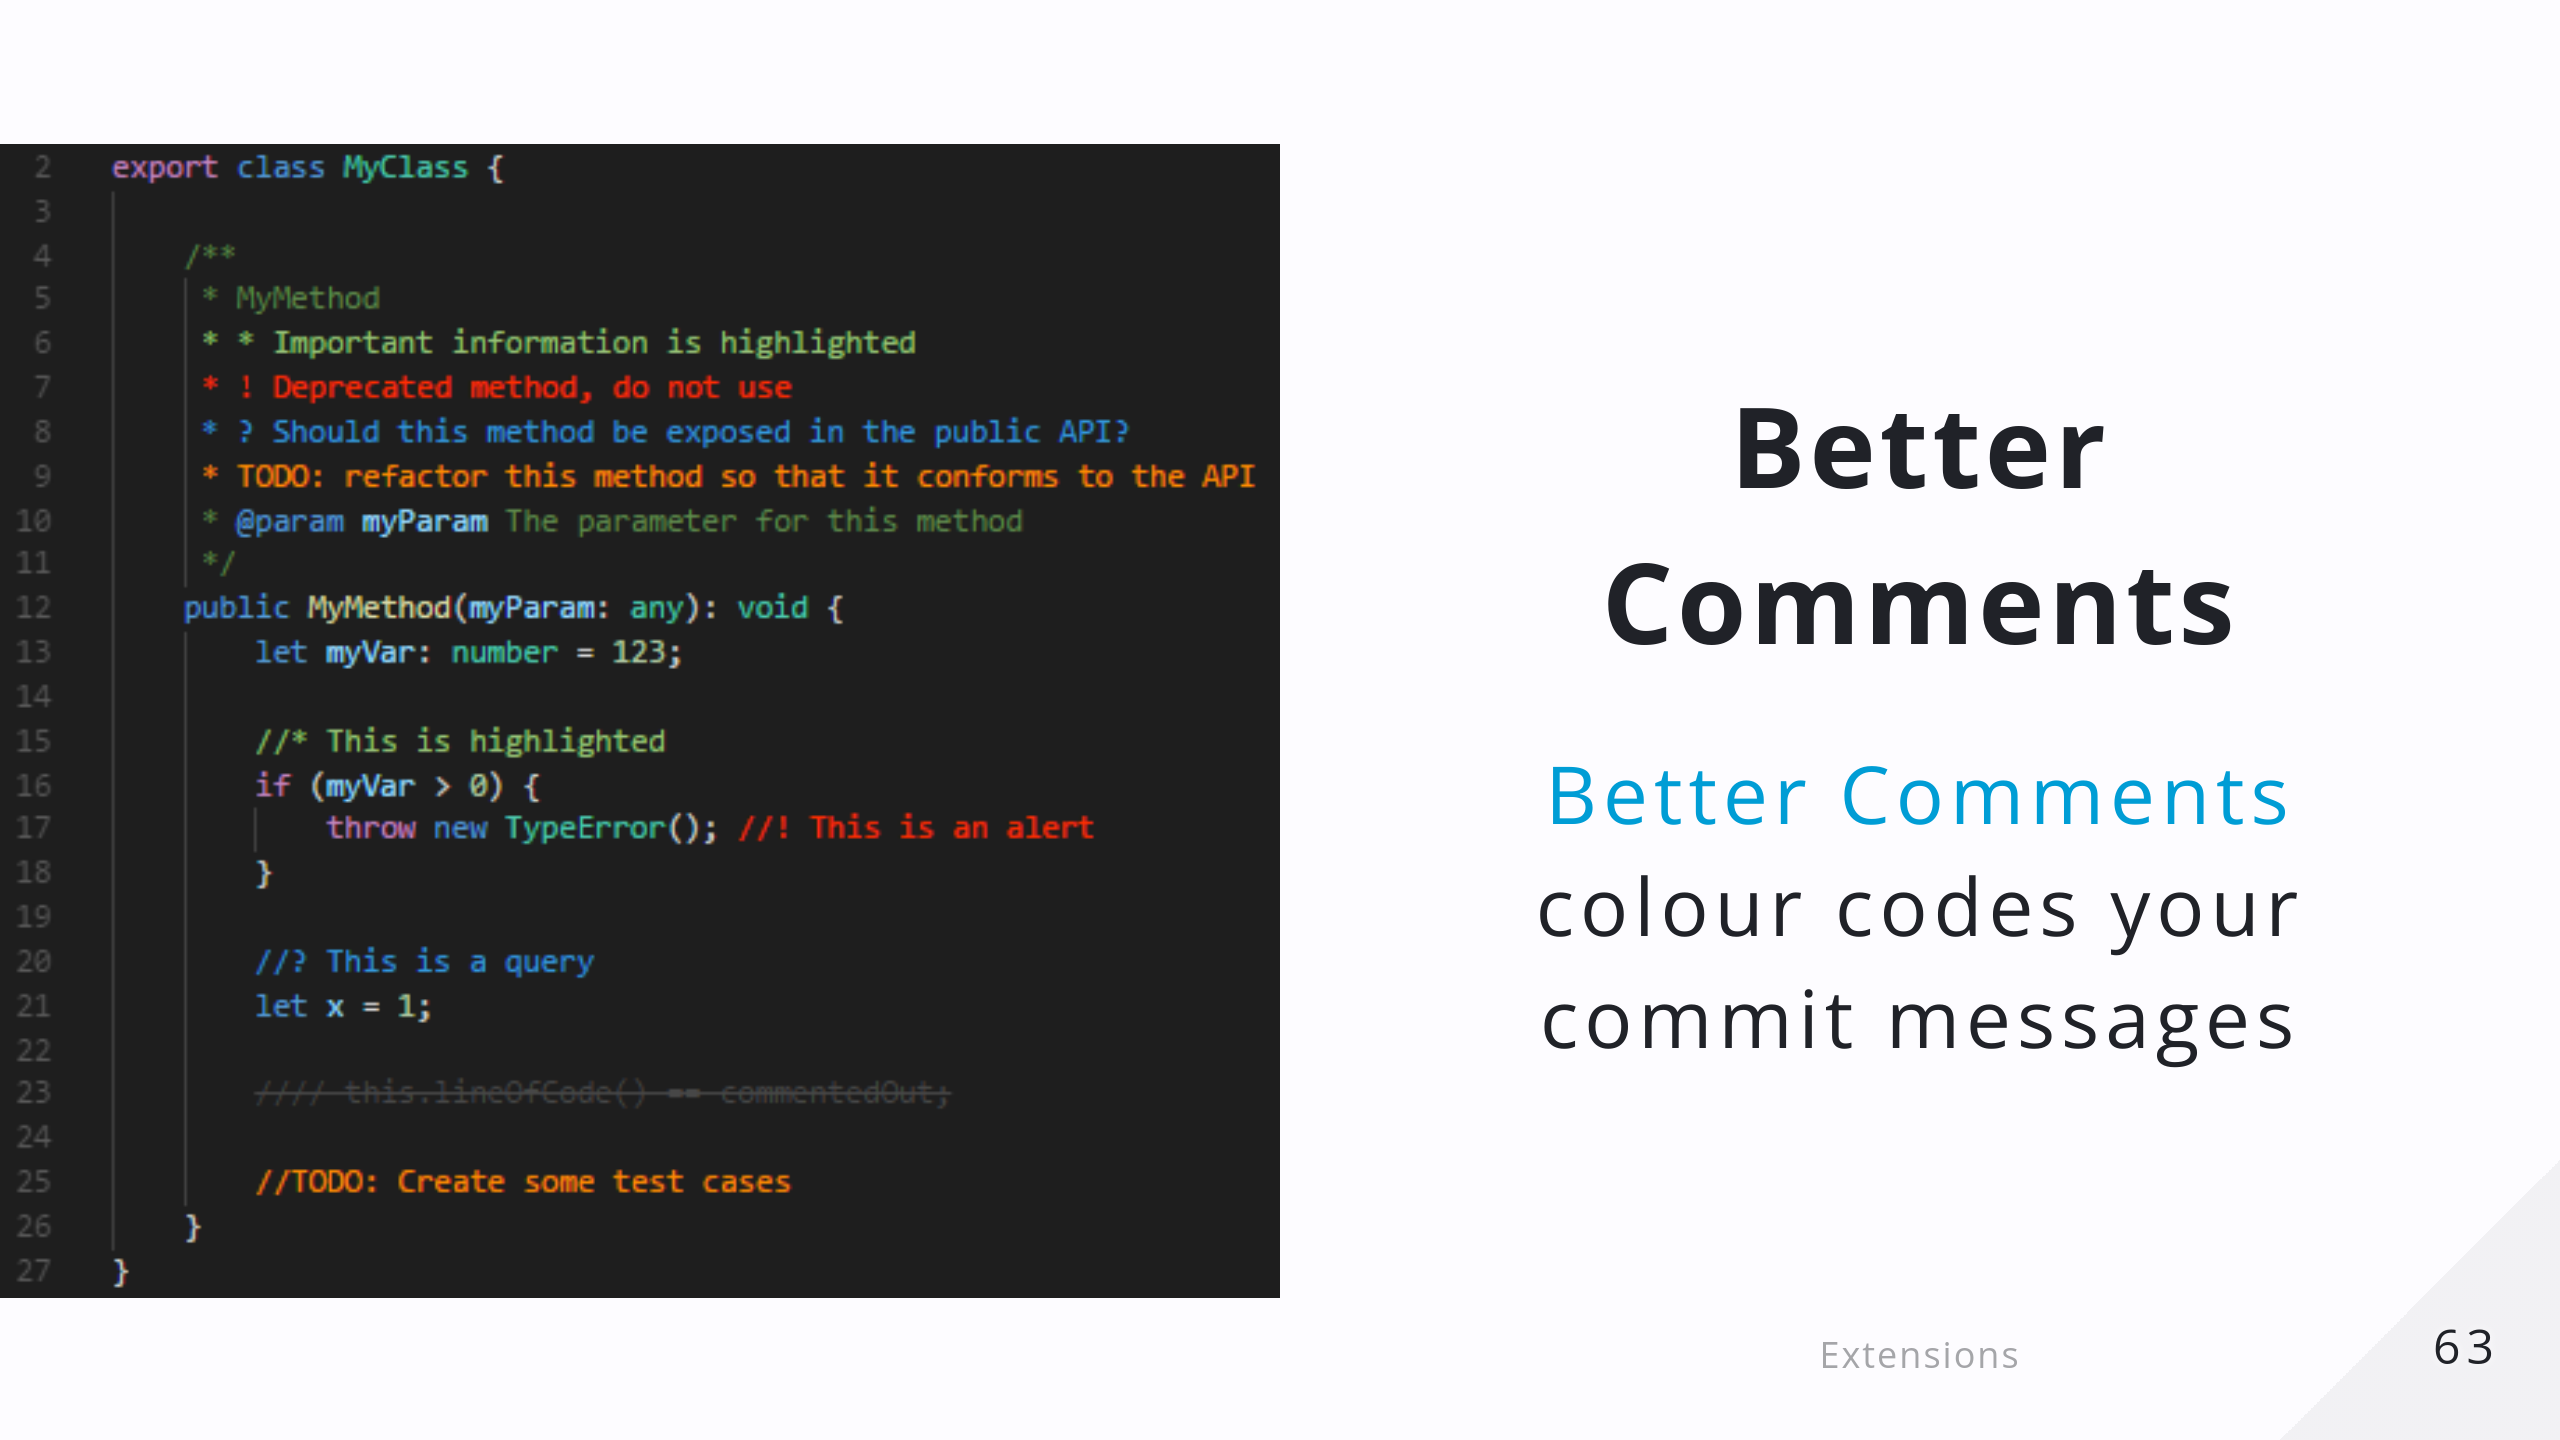 2 export class MyClass {
3
4 /**
5 * MyMethod
6 * * Important information is highlighted
7 * ! Deprecated method, do not use
8 * ? Should this method be exposed in the public API?
9 * TODO: refactor this method so that it conforms to the API
10 * @param myParam The parameter for this method
11 */
12 public MyMethod(myParam: any): void {
13 let myVar: number = 123;
14
15 //* This is highlighted
16 if (myVar > 0) {
17 throw new TypeError(); //! This is an alert
18 }
19
20 //? This is a query
21 let x = 1;
22
23 //// this.lineOfCode() == commentedOut;
24
25 //TODO: Create some test cases
26 }
27 }
Better
Comments
Better Comments
colour codes your
commit messages
Extensions
63